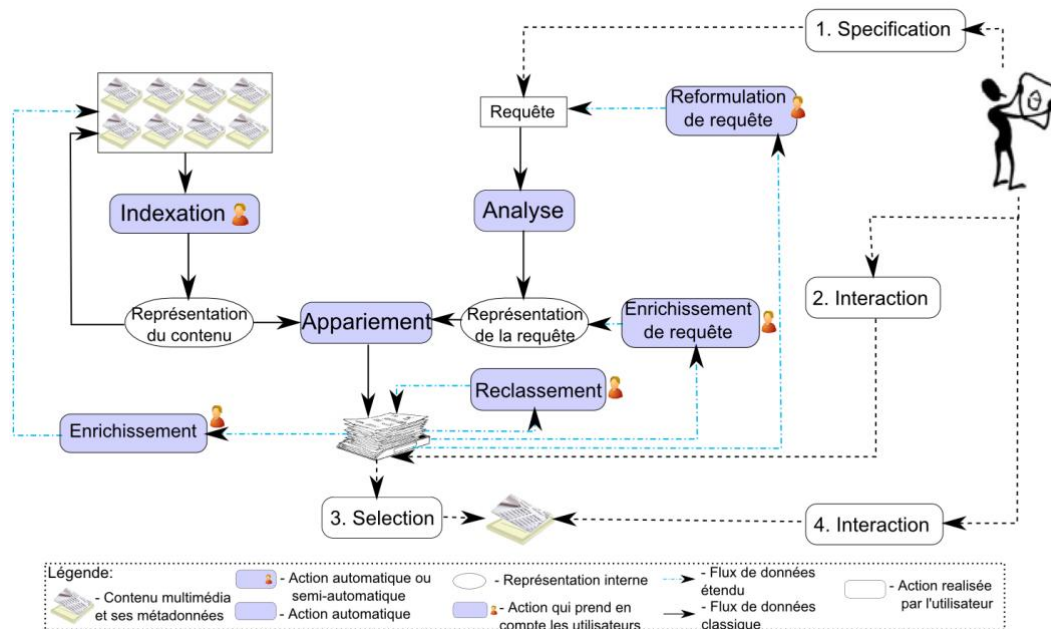 1. Specification
Requête
Reformulation
de requête
Indexation
Analyse
2. Interaction
Représentation
du contenu
Appariement
Représentation
de la requête
Enrichissement
de requête
Reclassement
Enrichissement
3. Selection
4. Interaction
Légende:
- Contenu multimédia
et ses métadonnées
- Action automatique ou
semi-automatique
- Action automatique
- Représentation interne
- Action qui prend en
compte les utilisateurs
- Flux de données
étendu
- Flux de données
classique
- Action realisée
par l'utilisateur